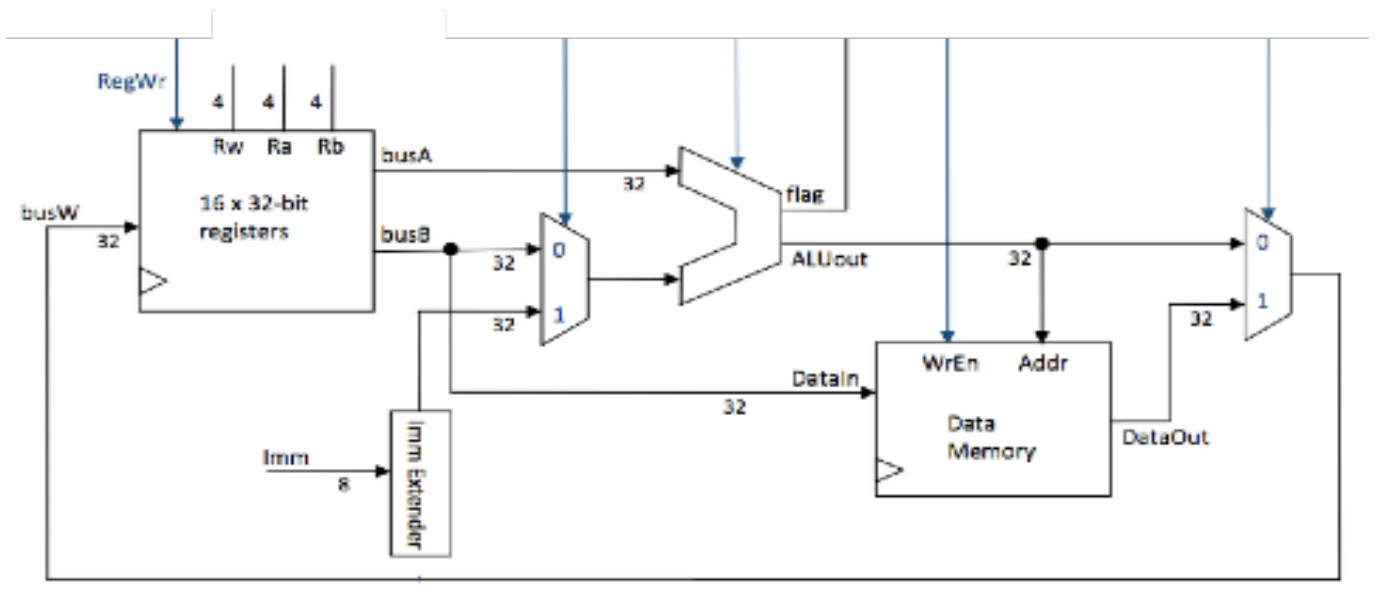 RegWr
4 4 4
Rw Ra Rb
busA
32
flag
busW
32
16 x 32-bit
registers
busB
32
0
0
ALUout
32
1
32
1
32
WrEn Addr
DataIn
32
Data
Memory
DataOut
Imm
8
Imm Extender